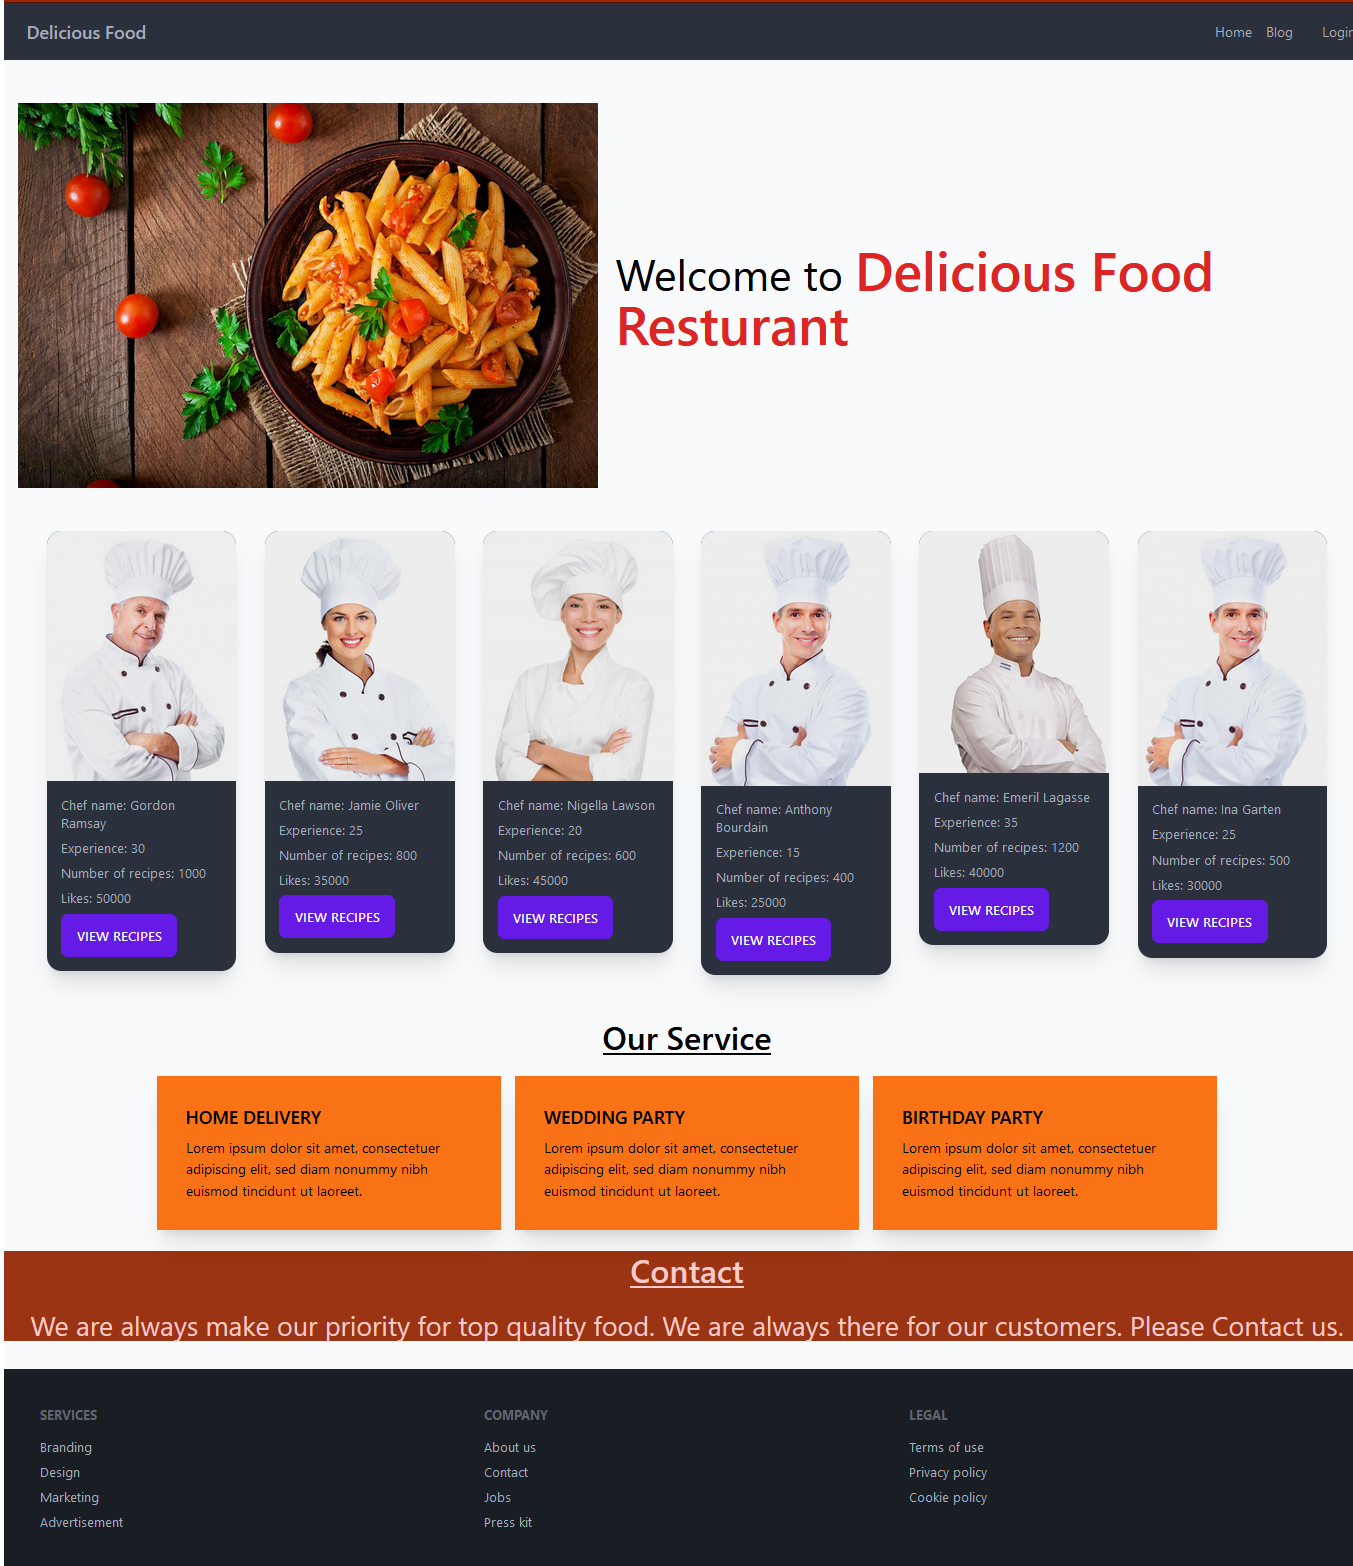 Delicious Food
Home Blog Login
Welcome to Delicious Food
Resturant
Chef name: Gordon
Ramsay
Experience: 30
Number of recipes: 1000
Likes: 50000
VIEW RECIPES
Chef name: Jamie Oliver
Experience: 25
Number of recipes: 800
Likes: 35000
VIEW RECIPES
Chef name: Nigella Lawson
Experience: 20
Number of recipes: 600
Likes: 45000
VIEW RECIPES
Chef name: Anthony
Bourdain
Experience: 15
Number of recipes: 400
Likes: 25000
VIEW RECIPES
Chef name: Emeril Lagasse
Experience: 35
Number of recipes: 1200
Likes: 40000
VIEW RECIPES
Chef name: Ina Garten
Experience: 25
Number of recipes: 500
Likes: 30000
VIEW RECIPES
Our Service
HOME DELIVERY
Lorem ipsum dolor sit amet, consectetuer
adipiscing elit, sed diam nonummy nibh
euismod tincidunt ut laoreet.
WEDDING PARTY
Lorem ipsum dolor sit amet, consectetuer
adipiscing elit, sed diam nonummy nibh
euismod tincidunt ut laoreet.
BIRTHDAY PARTY
Lorem ipsum dolor sit amet, consectetuer
adipiscing elit, sed diam nonummy nibh
euismod tincidunt ut laoreet.
Contact
We are always make our priority for top quality food. We are always there for our customers. Please Contact us.
SERVICES
Branding
Design
Marketing
Advertisement
COMPANY
About us
Contact
Jobs
Press kit
LEGAL
Terms of use
Privacy policy
Cookie policy